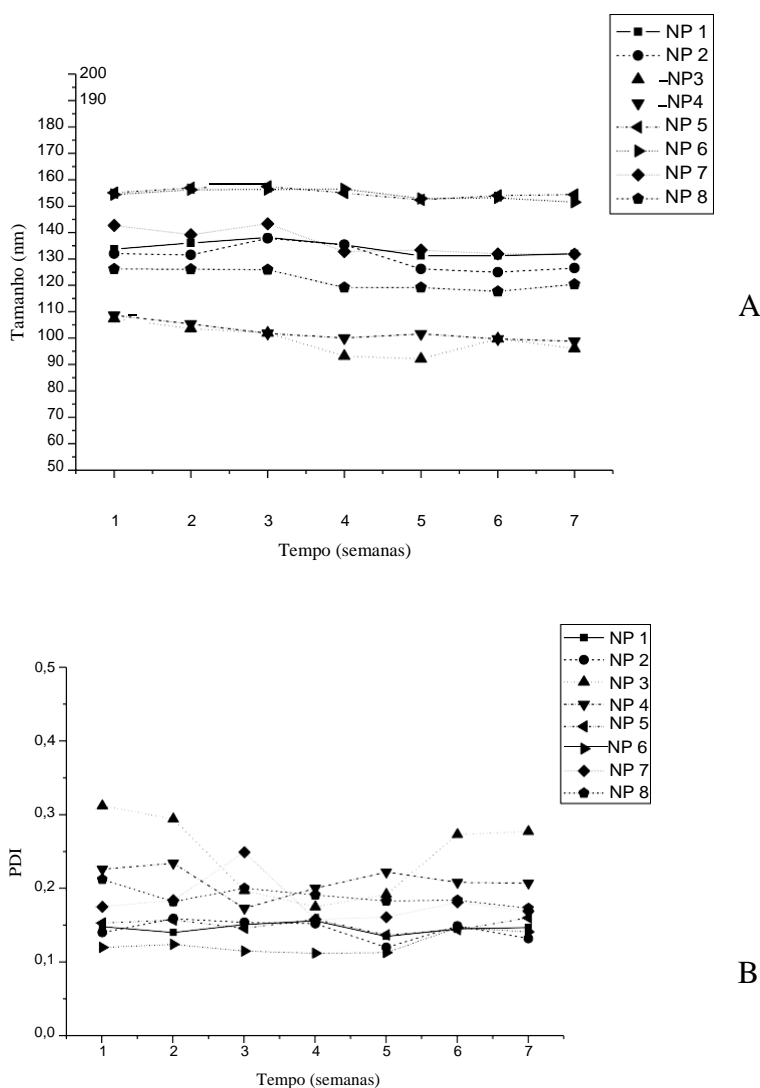 NP 1
NP 2
NP3
NP4
NP 5
NP 6
NP 7
NP 8
200
190
180
170
160
150
140
130
120
110
100
90
80
70
60
50
Tamanho (nm)
A
1 2 3 4 5 6 7
Tempo (semanas)
NP 1
NP 2
NP 3
NP 4
NP 5
NP 6
NP 7
NP 8
0,5
0,4
0,3
0,2
0,1
0,0
PDI
B
1 2 3 4 5 6 7
Tempo (semanas)